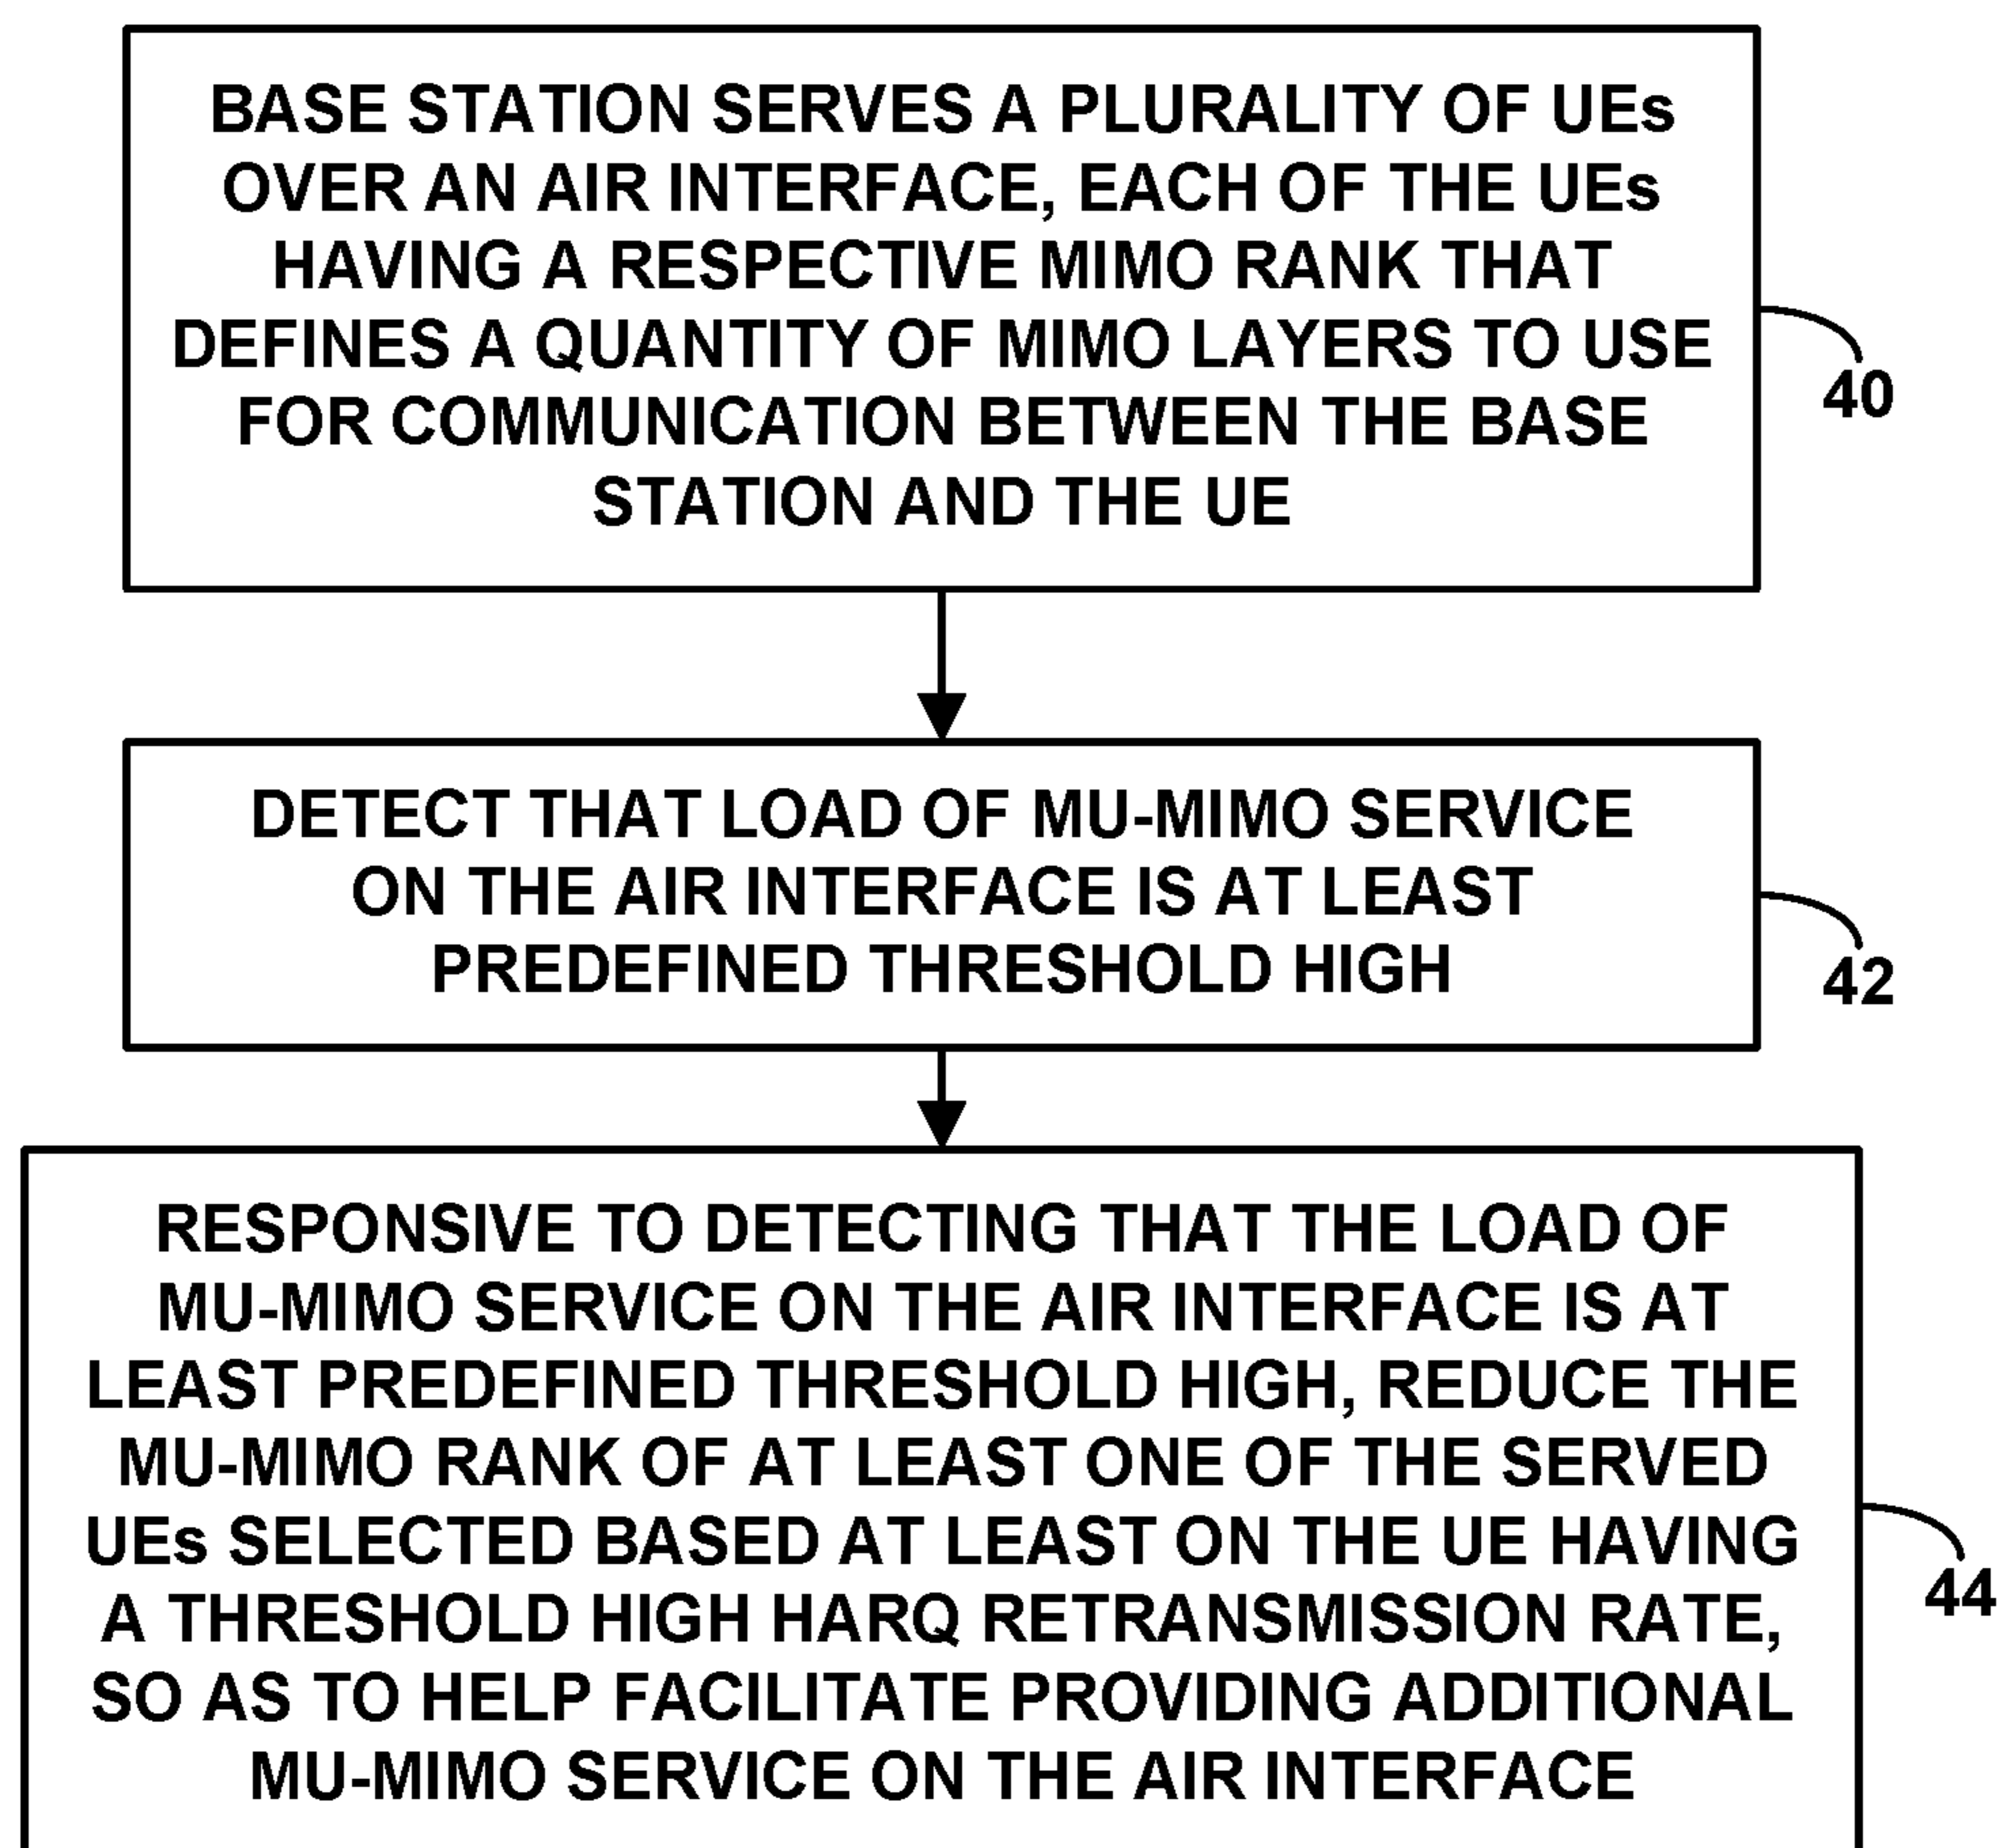 BASE STATION SERVES A PLURALITY OF UEs
OVER AN AIR INTERFACE, EACH OF THE UEs
HAVING A RESPECTIVE MIMO RANK THAT
DEFINES A QUANTITY OF MIMO LAYERS TO USE
FOR COMMUNICATION BETWEEN THE BASE
STATION AND THE UE
40
DETECT THAT LOAD OF MU-MIMO SERVICE
ON THE AIR INTERFACE IS AT LEAST
PREDEFINED THRESHOLD HIGH
42
RESPONSIVE TO DETECTING THAT THE LOAD OF
MU-MIMO SERVICE ON THE AIR INTERFACE IS AT
LEAST PREDEFINED THRESHOLD HIGH, REDUCE THE
MU-MIMO RANK OF AT LEAST ONE OF THE SERVED
UEs SELECTED BASED AT LEAST ON THE UE HAVING
A THRESHOLD HIGH HARQ RETRANSMISSION RATE,
SO AS TO HELP FACILITATE PROVIDING ADDITIONAL
MU-MIMO SERVICE ON THE AIR INTERFACE
44